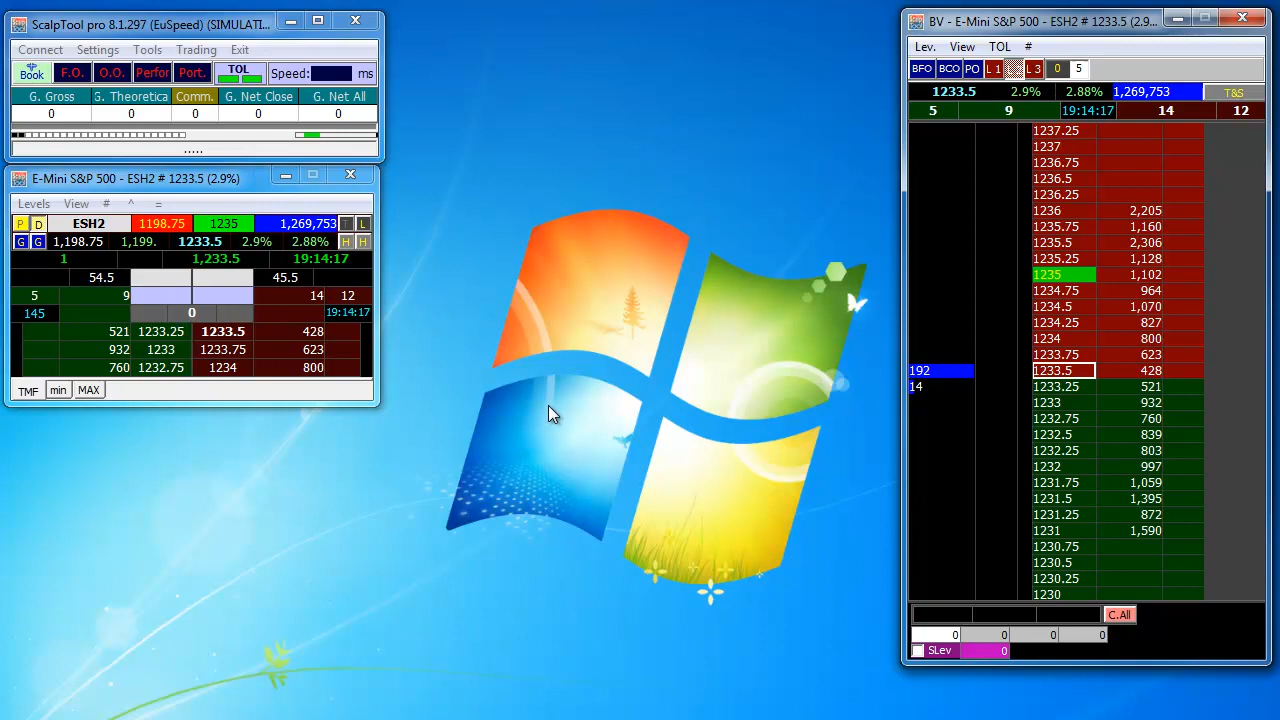 ScalpTool pro 8.1.297 (EuSpeed) (SIMULATI...
Connect Settings Tools Trading Exit
Book F.O. O.O. Perfor Port. TOL Speed: ms
G. Gross G. Theoretica Comm. G. Net Close G. Net All
0 0 0 0 0
.....
E-Mini S&P 500 - ESH2 # 1233.5 (2.9%)
Levels View # ^ =
P D ESH2 1198.75 1235 1,269,753 T L
G G 1,198.75 1,199. 1233.5 2.9% 2.88% H H
1 1,233.5 19:14:17
54.5 45.5
5 9 14 12
145 0 19:14:17
521 1233.25 1233.5 428
932 1233 1233.75 623
760 1232.75 1234 800
TMF min MAX
BV - E-Mini S&P 500 - ESH2 # 1233.5 (2.9...
Lev. View TOL #
BFO BCO PO L 1 L 3 0 5
1233.5 2.9% 2.88% 1,269,753 T&S
5 9 19:14:17 14 12
1237.25
1237
1236.75
1236.5
1236.25
1236 2,205
1235.75 1,160
1235.5 2,306
1235.25 1,128
1235 1,102
1234.75 964
1234.5 1,070
1234.25 827
1234 800
1233.75 623
192 1233.5 428
14 1233.25 521
1233 932
1232.75 760
1232.5 839
1232.25 803
1232 997
1231.75 1,059
1231.5 1,395
1231.25 872
1231 1,590
1230.75
1230.5
1230.25
1230
C.All
0 0 0 0
SLev 0